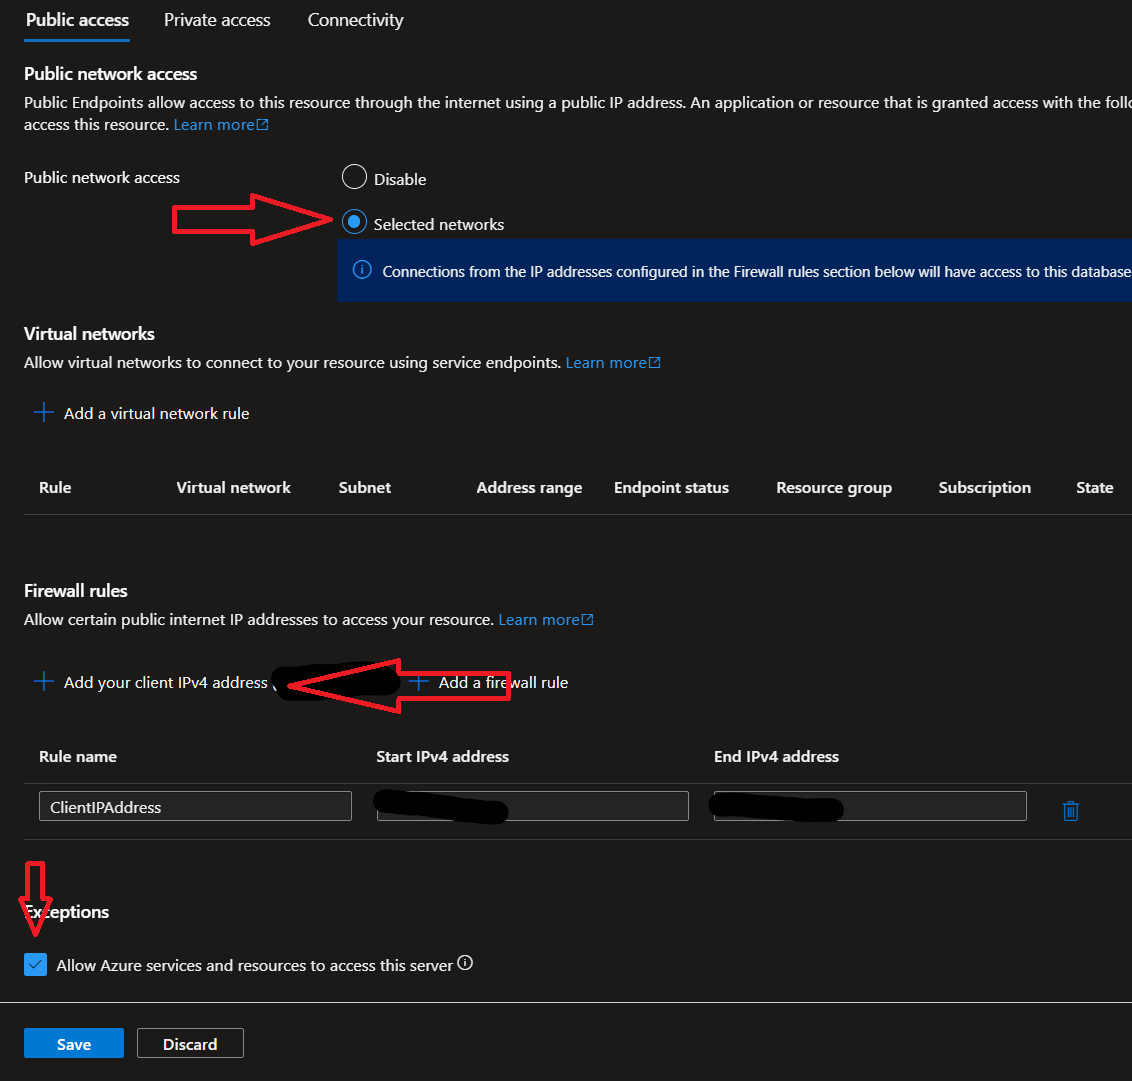 Public access Private access Connectivity
Public network access
Public Endpoints allow access to this resource through the internet using a public IP address. An application or resource that is granted access with the follo
access this resource. Learn more
Public network access
Disable
Selected networks
Connections from the IP addresses configured in the Firewall rules section below will have access to this database
Virtual networks
Allow virtual networks to connect to your resource using service endpoints. Learn more
Add a virtual network rule
Rule Virtual network Subnet Address range Endpoint status Resource group Subscription State
Firewall rules
Allow certain public internet IP addresses to access your resource. Learn more
Add your client IPv4 address ( Add a firewall rule
Rule name Start IPv4 address End IPv4 address
ClientIPAddress
Exceptions
Allow Azure services and resources to access this server
Save Discard